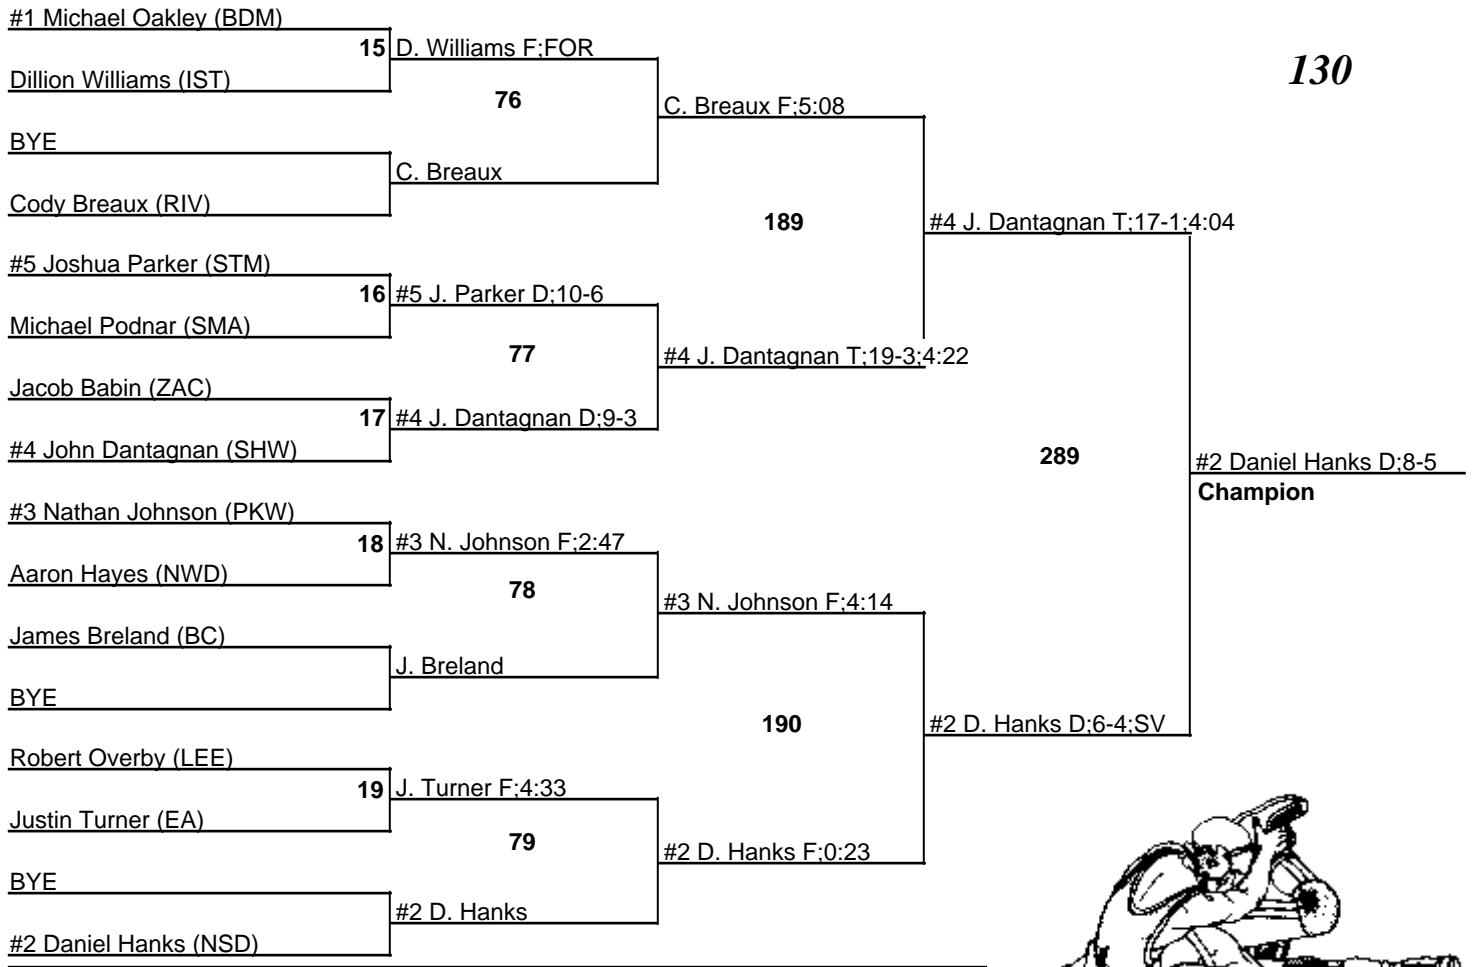 #1 Michael Oakley (BDM)
15 D. Williams F;FOR
130
Dillion Williams (IST)
76
C. Breaux F;5:08
BYE
C. Breaux
Cody Breaux (RIV)
189
#4 J. Dantagnan T;17-1;4:04
#5 Joshua Parker (STM)
16 #5 J. Parker D;10-6
Michael Podnar (SMA)
77
#4 J. Dantagnan T;19-3;4:22
Jacob Babin (ZAC)
17 #4 J. Dantagnan D;9-3
#4 John Dantagnan (SHW)
289
#2 Daniel Hanks D;8-5
Champion
#3 Nathan Johnson (PKW)
18 #3 N. Johnson F;2:47
Aaron Hayes (NWD)
78
#3 N. Johnson F;4:14
James Breland (BC)
J. Breland
BYE
190
#2 D. Hanks D;6-4;SV
Robert Overby (LEE)
19 J. Turner F;4:33
Justin Turner (EA)
79
#2 D. Hanks F;0:23
BYE
#2 D. Hanks
#2 Daniel Hanks (NSD)